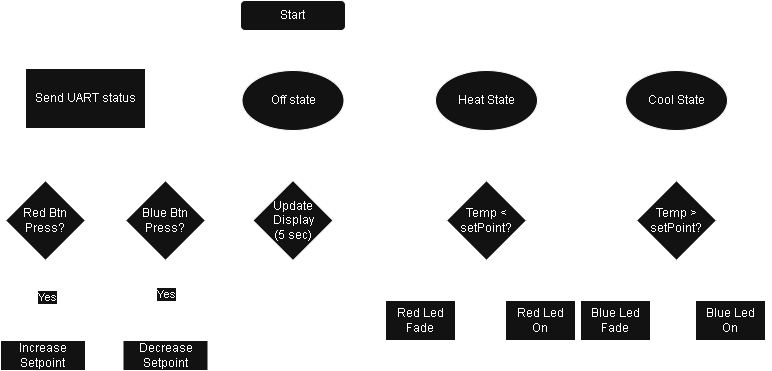 Start
Send UART status
Off state
Heat State
Cool State
Red Btn
Press?
Blue Btn
Press?
Update
Display
(5 sec)
Temp <
setPoint?
Temp >
setPoint?
Yes
Yes
Red Led
Fade
Red Led
On
Blue Led
Fade
Blue Led
On
Increase
Setpoint
Decrease
Setpoint